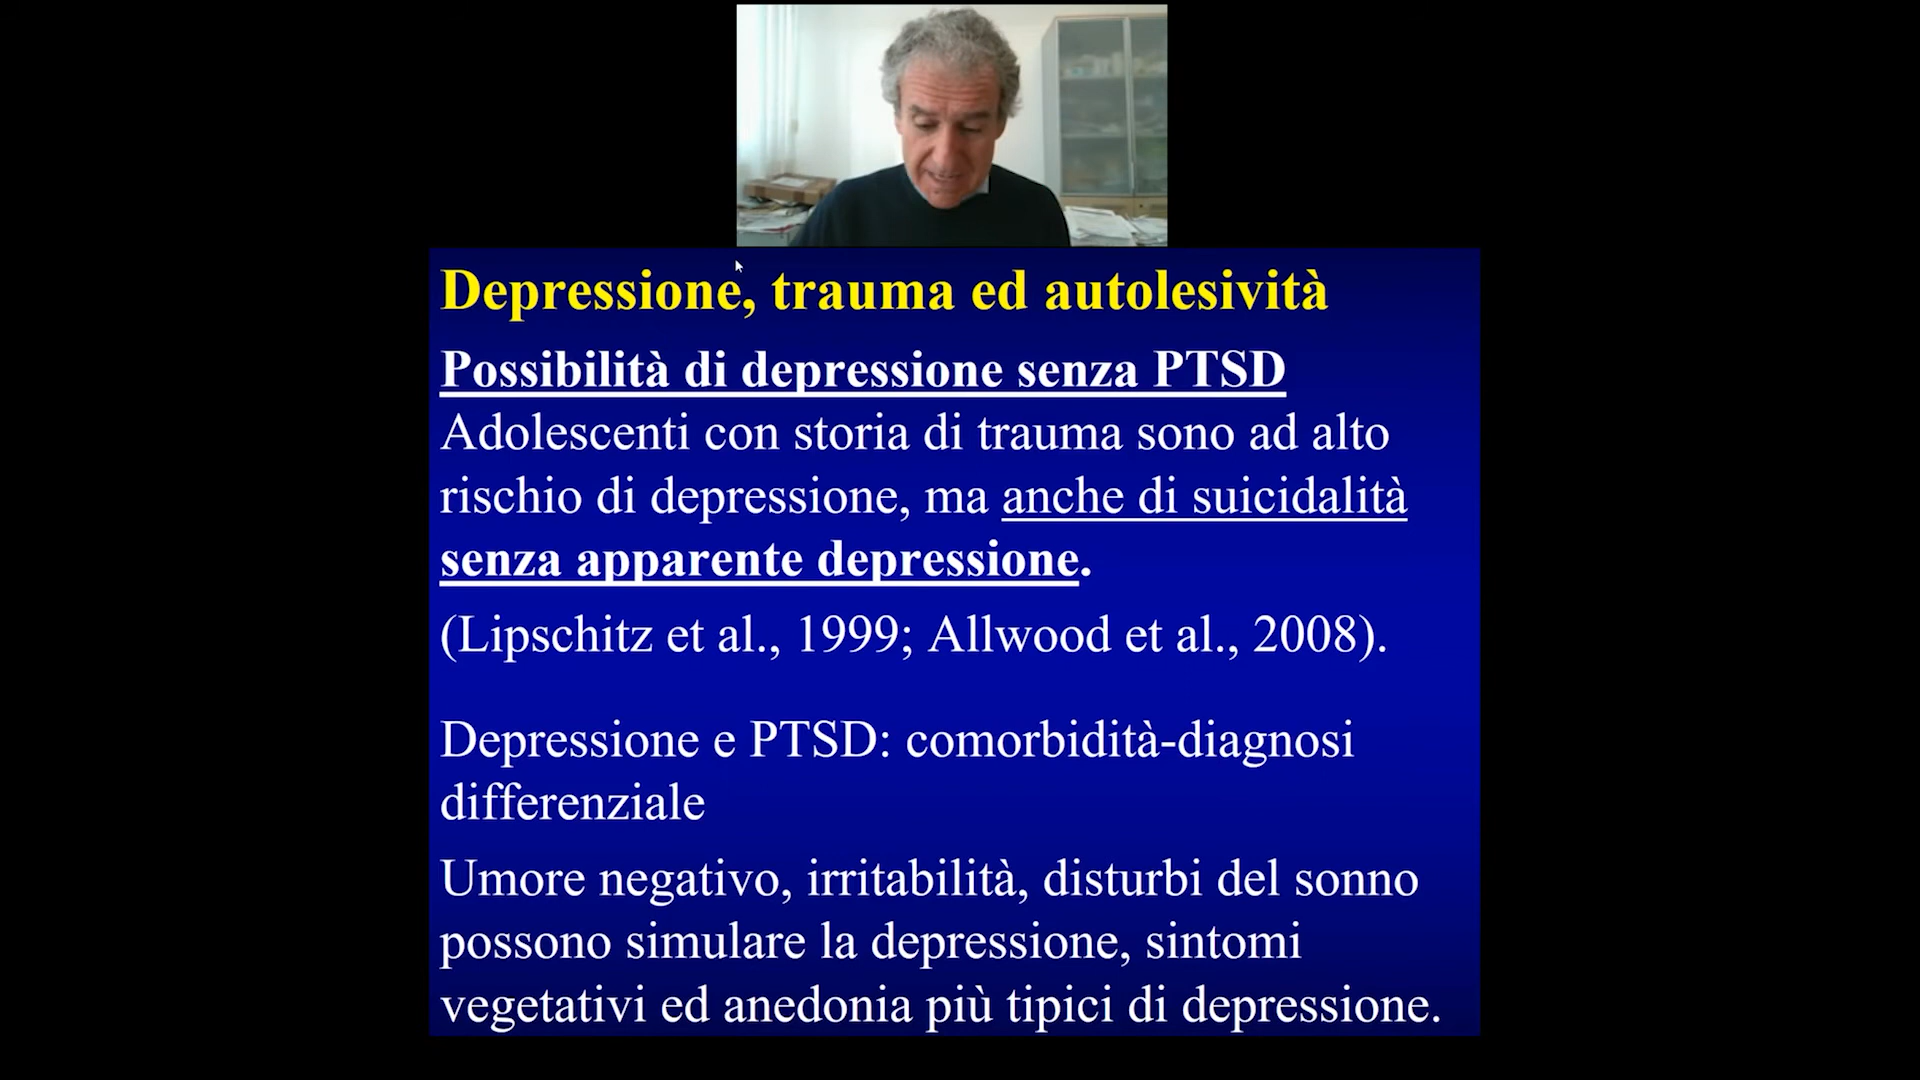 Depressione, trauma ed autolesività
Possibilità di depressione senza PTSD
Adolescenti con storia di trauma sono ad alto
rischio di depressione, ma anche di suicidalità
senza apparente depressione.
(Lipschitz et al., 1999; Allwood et al., 2008).
Depressione e PTSD: comorbidità-diagnosi
differenziale
Umore negativo, irritabilità, disturbi del sonno
possono simulare la depressione, sintomi
vegetativi ed anedonia più tipici di depressione.